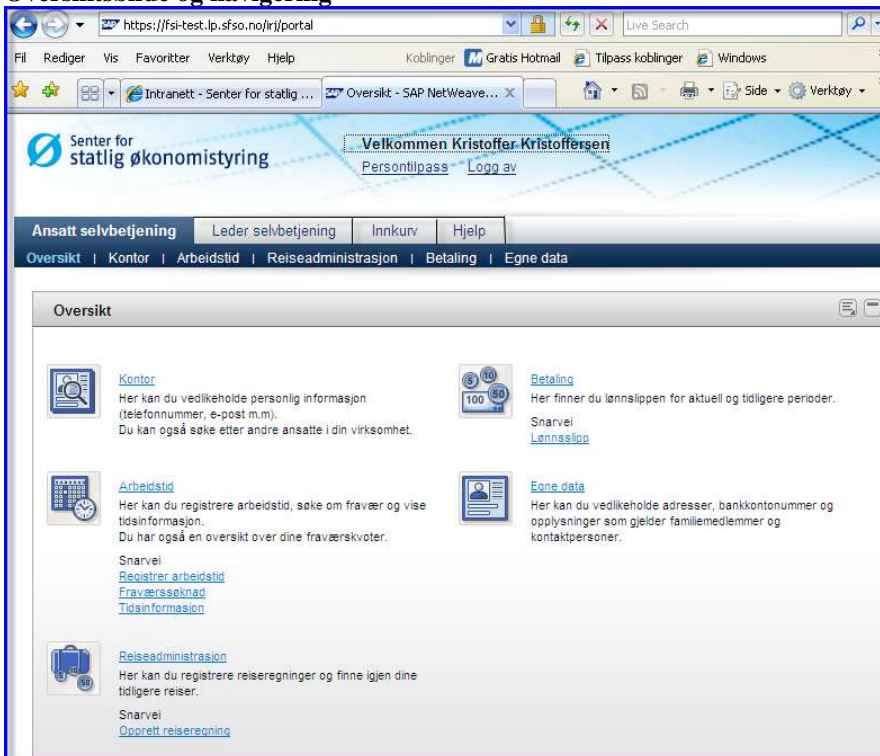 Oversiktsbilde og navigering
https://fsi-test.lp.sfso.no/irj/portal
Live Search
Fil Rediger Vis Favoritter Verktøy Hjelp
Koblinger Gratis Hotmail Tilpass koblinger Windows
Intranett - Senter for statlig ...
Oversikt - SAP NetWeave...
Side
Verktøy
Senter for
statlig økonomistyring
Velkommen Kristoffer Kristoffersen
Persontilpass Logg av
Ansatt selvbetjening Leder selvbetjening Innkurv Hjelp
Oversikt | Kontor | Arbeidstid | Reiseadministrasjon | Betaling | Egne data
Oversikt
Kontor
Her kan du vedlikeholde personlig informasjon
(telefonnummer, e-post m.m).
Du kan også søke etter andre ansatte i din virksomhet.
5 10
100 50
Betaling
Her finner du lønnslippen for aktuell og tidligere perioder.
Snarvei
Lønnsslipp
Arbeidstid
Her kan du registrere arbeidstid, søke om fravær og vise
tidsinformasjon.
Du har også en oversikt over dine fraværskvoter.
Snarvei
Registrer arbeidstid
Fraværssøknad
Tidsinformasjon
Egne data
Her kan du vedlikeholde adresser, bankkontonummer og
opplysninger som gjelder familiemedlemmer og
kontaktpersoner.
Reiseadministrasjon
Her kan du registrere reiseregninger og finne igjen dine
tidligere reiser.
Snarvei
Opprett reiseregning